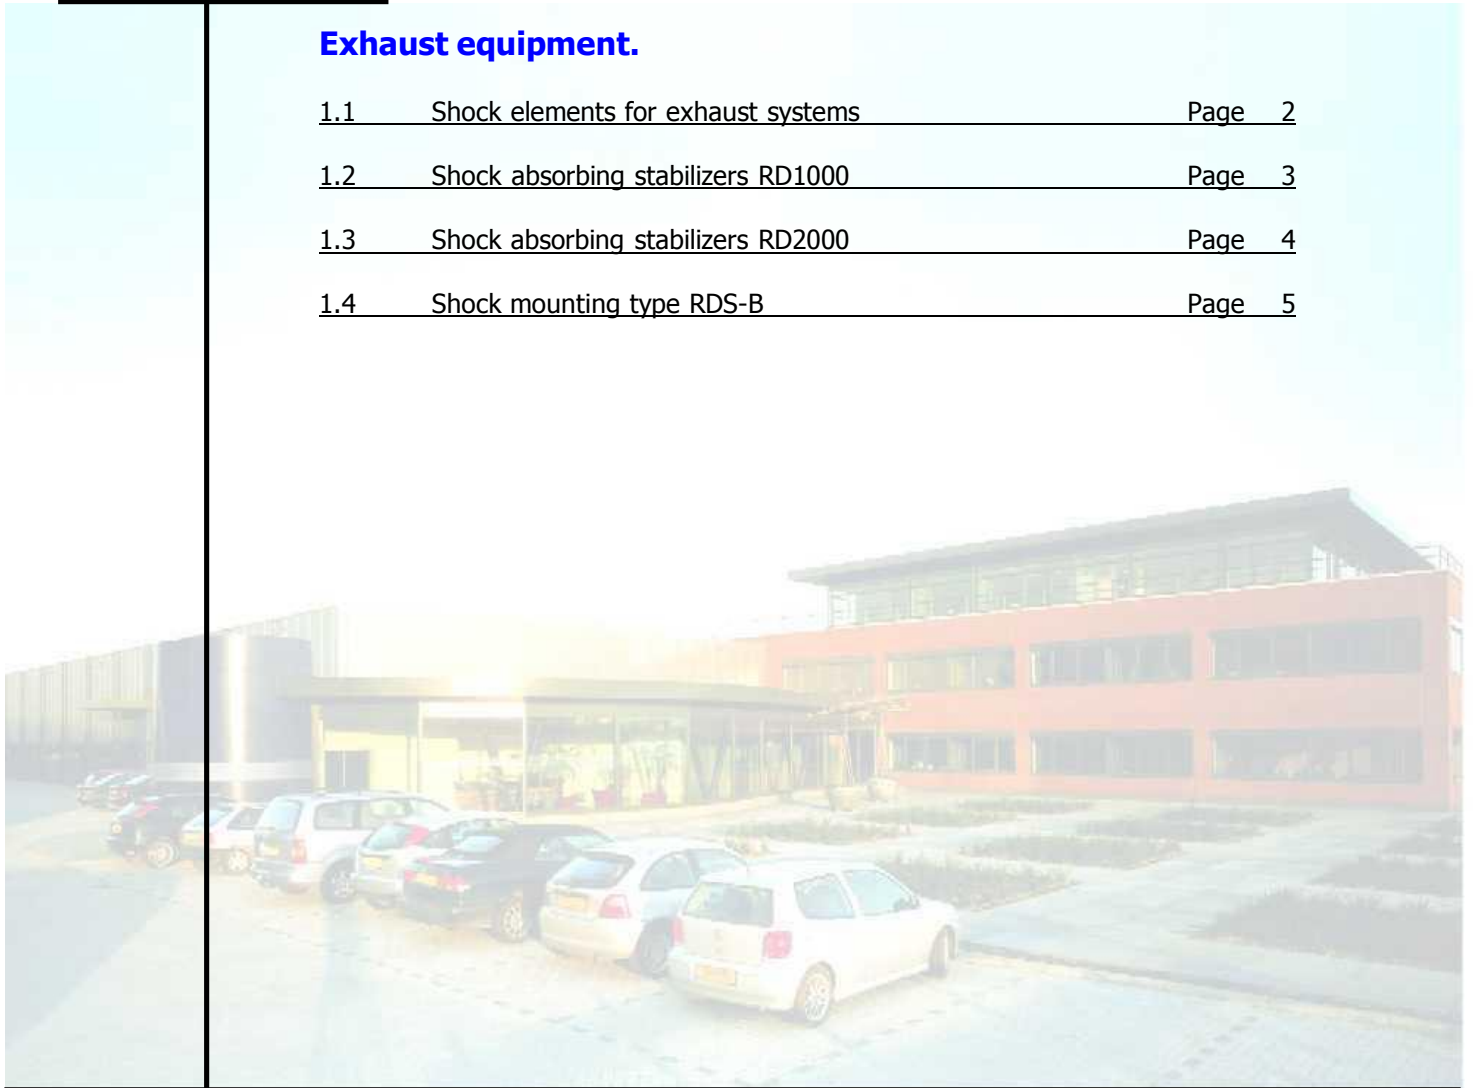 Exhaust equipment.
1.1 Shock elements for exhaust systems Page 2
1.2 Shock absorbing stabilizers RD1000 Page 3
1.3 Shock absorbing stabilizers RD2000 Page 4
1.4 Shock mounting type RDS-B Page 5